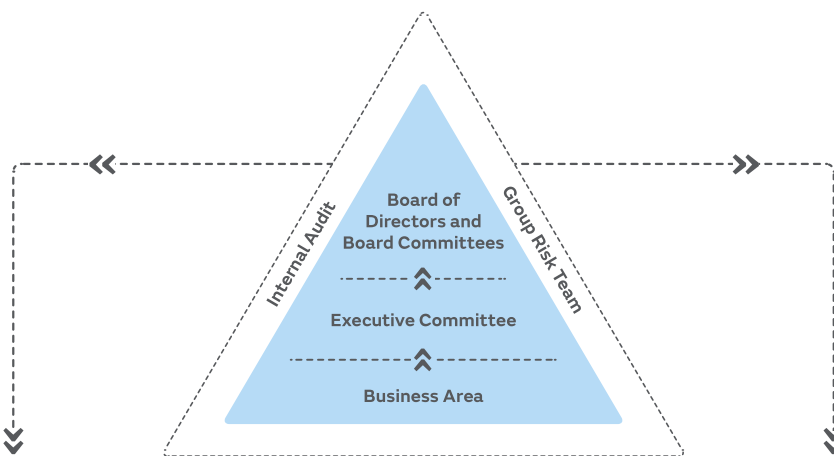 Internal Audit
Group Risk Team
Board of
Directors and
Board Committees
Executive Committee
Business Area